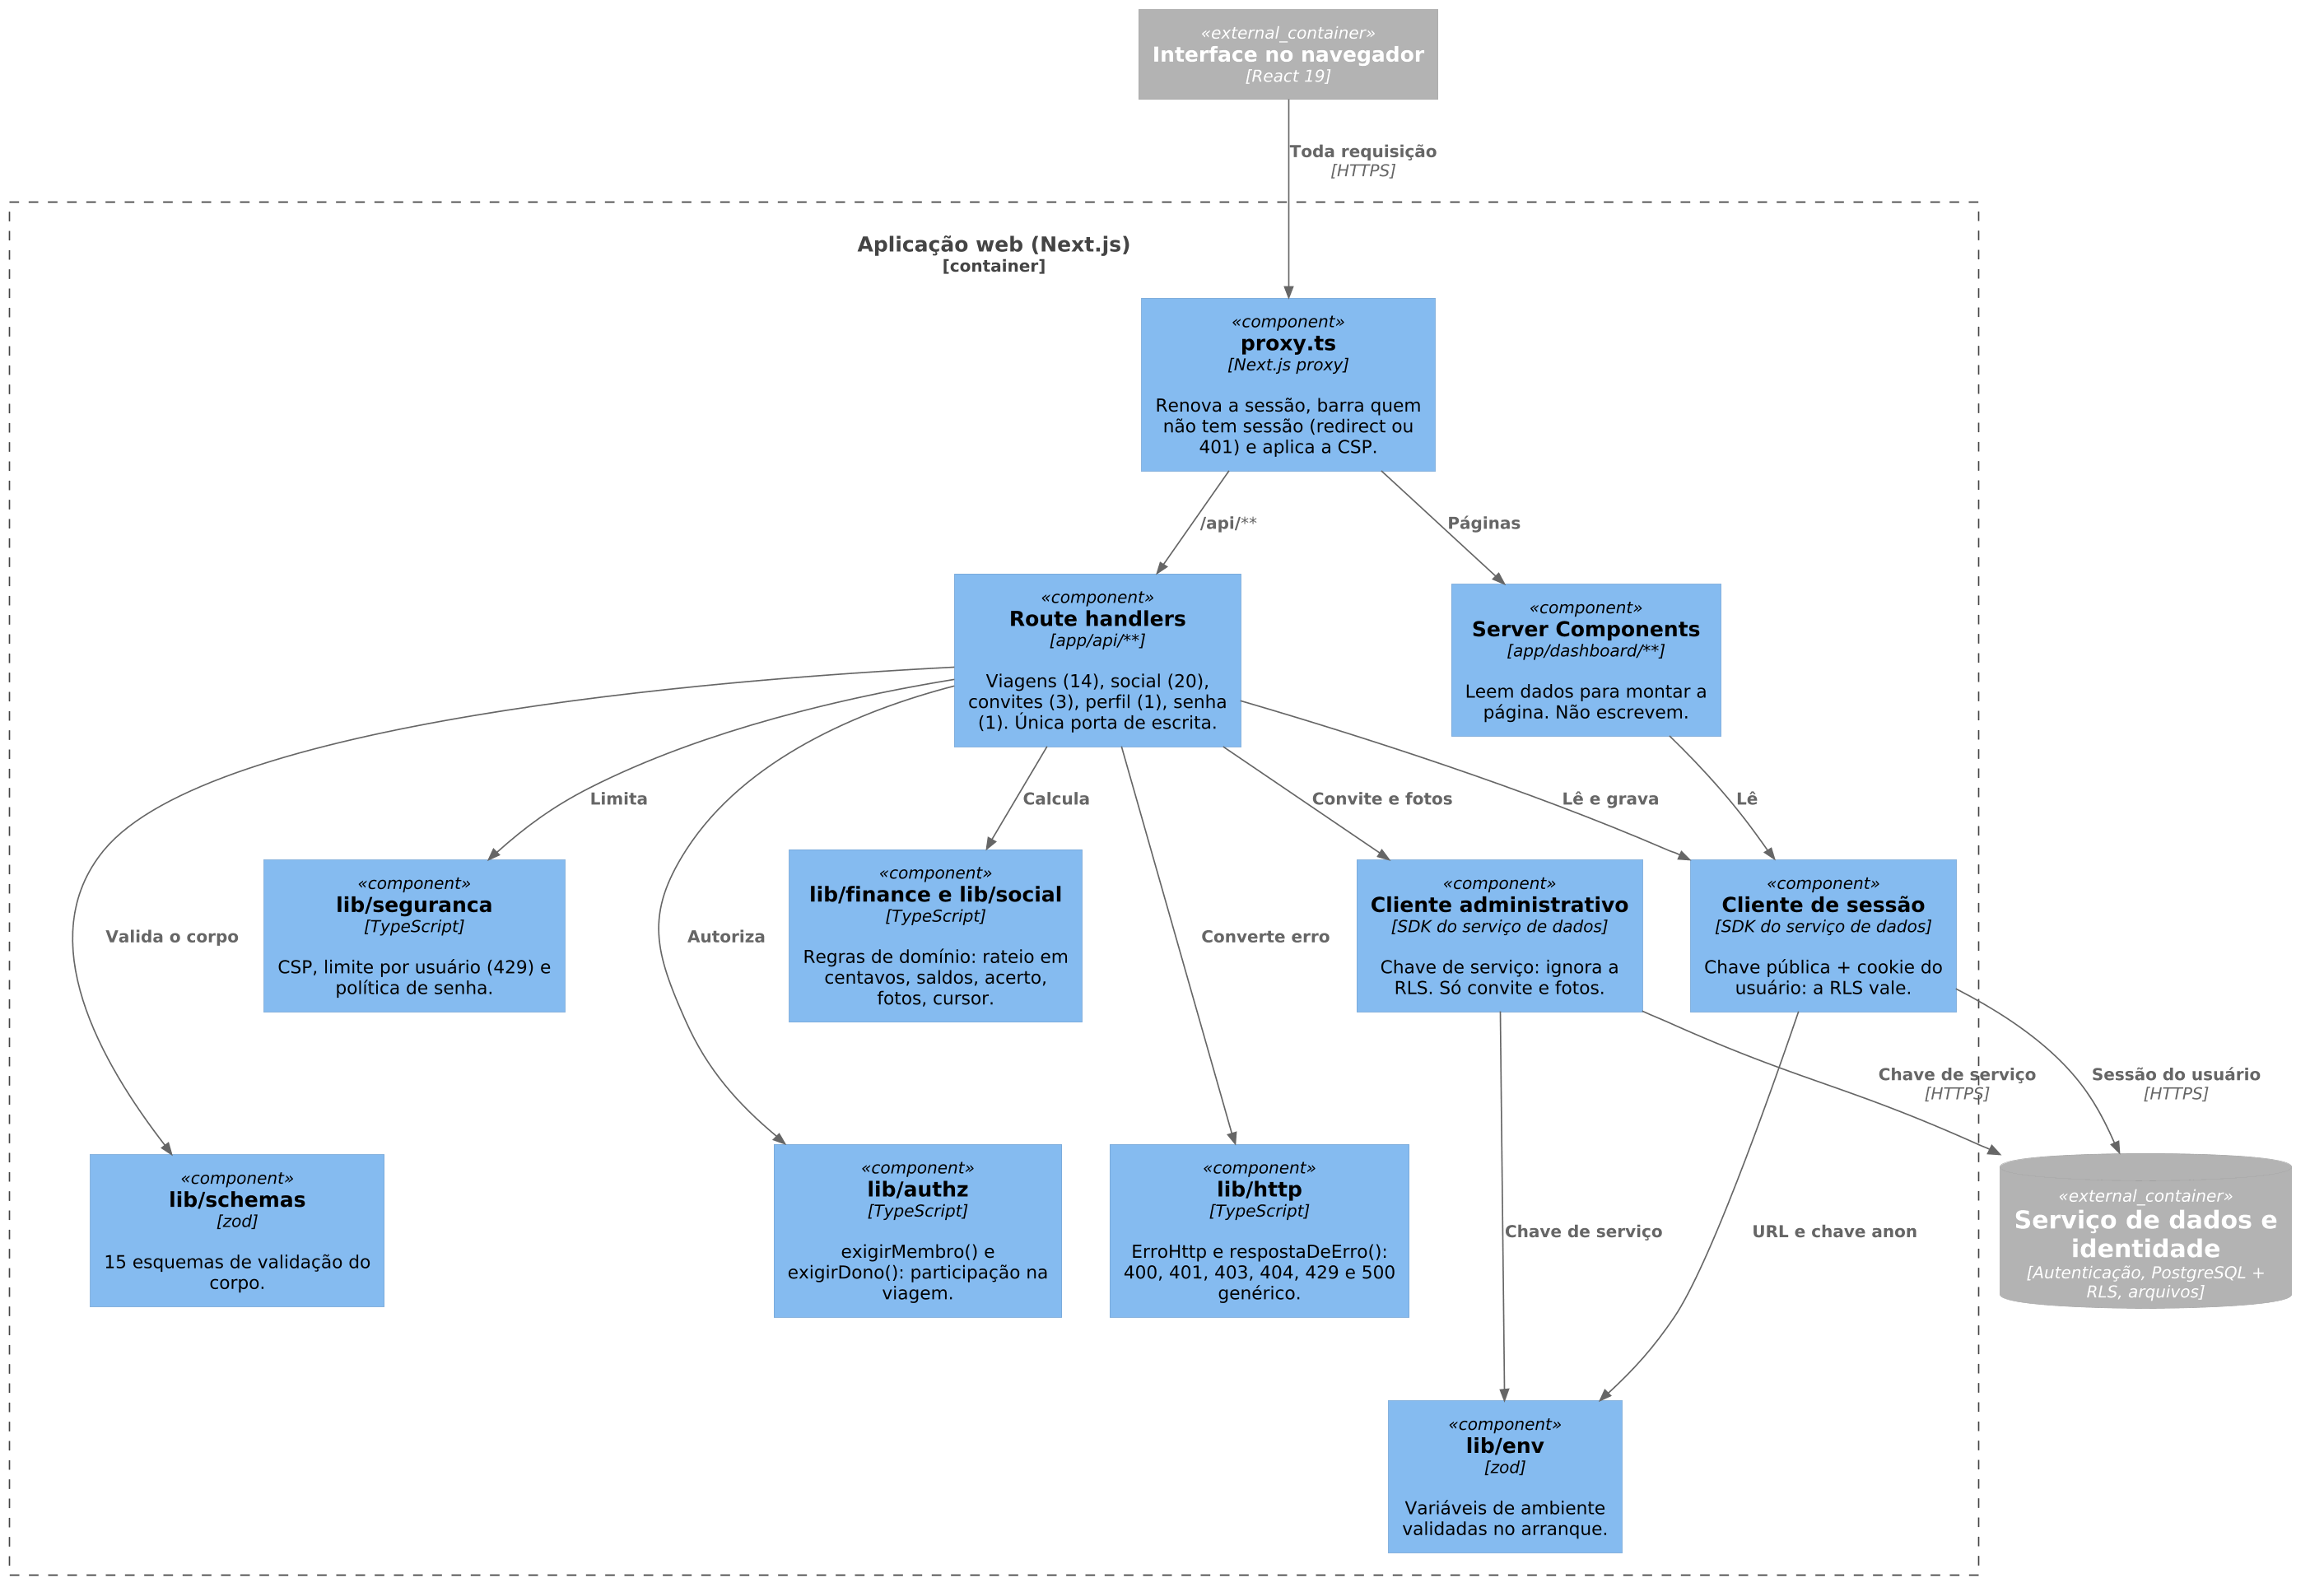 «external_container»
Interface no navegador
[React 19]
Toda requisição
[HTTPS]
Aplicação web (Next.js)
[container]
«component»
proxy.ts
[Next.js proxy]
Renova a sessão, barra quem
não tem sessão (redirect ou
401) e aplica a CSP.
/api/**
Páginas
«component»
Route handlers
[app/api/**]
Viagens (14), social (20),
convites (3), perfil (1), senha
(1). Única porta de escrita.
«component»
Server Components
[app/dashboard/**]
Leem dados para montar a
página. Não escrevem.
Limita
Calcula
Convite e fotos
Lê e grava
Lê
«component»
lib/seguranca
[TypeScript]
CSP, limite por usuário (429) e
política de senha.
«component»
lib/finance e lib/social
[TypeScript]
Regras de domínio: rateio em
centavos, saldos, acerto,
fotos, cursor.
«component»
Cliente administrativo
[SDK do serviço de dados]
Chave de serviço: ignora a
RLS. Só convite e fotos.
«component»
Cliente de sessão
[SDK do serviço de dados]
Chave pública + cookie do
usuário: a RLS vale.
Valida o corpo
Autoriza
Converte erro
Chave de serviço
[HTTPS]
Sessão do usuário
[HTTPS]
«component»
lib/schemas
[zod]
15 esquemas de validação do
corpo.
«component»
lib/authz
[TypeScript]
exigirMembro() e
exigirDono(): participação na
viagem.
«component»
lib/http
[TypeScript]
ErroHttp e respostaDeErro():
400, 401, 403, 404, 429 e 500
genérico.
Chave de serviço
URL e chave anon
«external_container»
Serviço de dados e
identidade
[Autenticação, PostgreSQL +
RLS, arquivos]
«component»
lib/env
[zod]
Variáveis de ambiente
validadas no arranque.